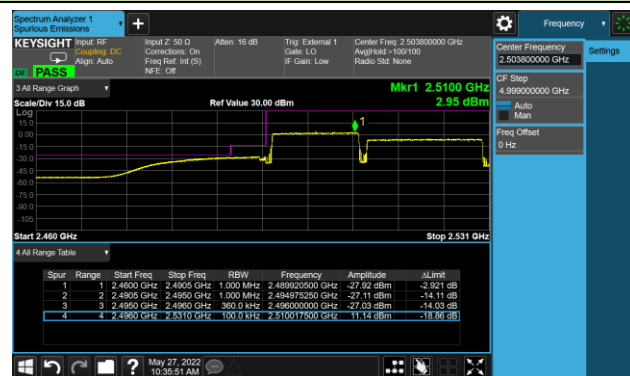 Spectrum Analyzer 1
Spurious Emissions
Frequency
KEYSIGHT
Input: RF
Coupling: DC
Align: Auto
Input Z: 50 Ω
Corrections: On
Freq Ref: Int (S)
NFE: Off
Atten: 16 dB
Trig: External 1
Gate: LO
IF Gain: Low
Center Freq: 2.503800000 GHz
Avg|Hold:>100/100
Radio Std: None
PASS
Center Frequency
2.503800000 GHz
Settings
CF Step
4.999000000 GHz
Auto
Man
Freq Offset
0 Hz
3 All Range Graph
Mkr1 2.5100 GHz
Scale/Div 15.0 dB
Ref Value 30.00 dBm
2.95 dBm
Log
15.0
0.00
-15.0
-30.0
-45.0
-60.0
-75.0
-90.0
-105
1
Start 2.460 GHz
Stop 2.531 GHz
4 All Range Table
Spur Range Start Freq Stop Freq RBW Frequency Amplitude ΔLimit
1 1 2.4600 GHz 2.4905 GHz 1.000 MHz 2.489920500 GHz -27.92 dBm -2.921 dB
2 2 2.4905 GHz 2.4950 GHz 1.000 MHz 2.494975250 GHz -27.11 dBm -14.11 dB
3 3 2.4950 GHz 2.4960 GHz 360.0 kHz 2.496000000 GHz -27.03 dBm -14.03 dB
4 4 2.4960 GHz 2.5310 GHz 100.0 kHz 2.510017500 GHz 11.14 dBm -18.86 dB
May 27, 2022
10:35:51 AM